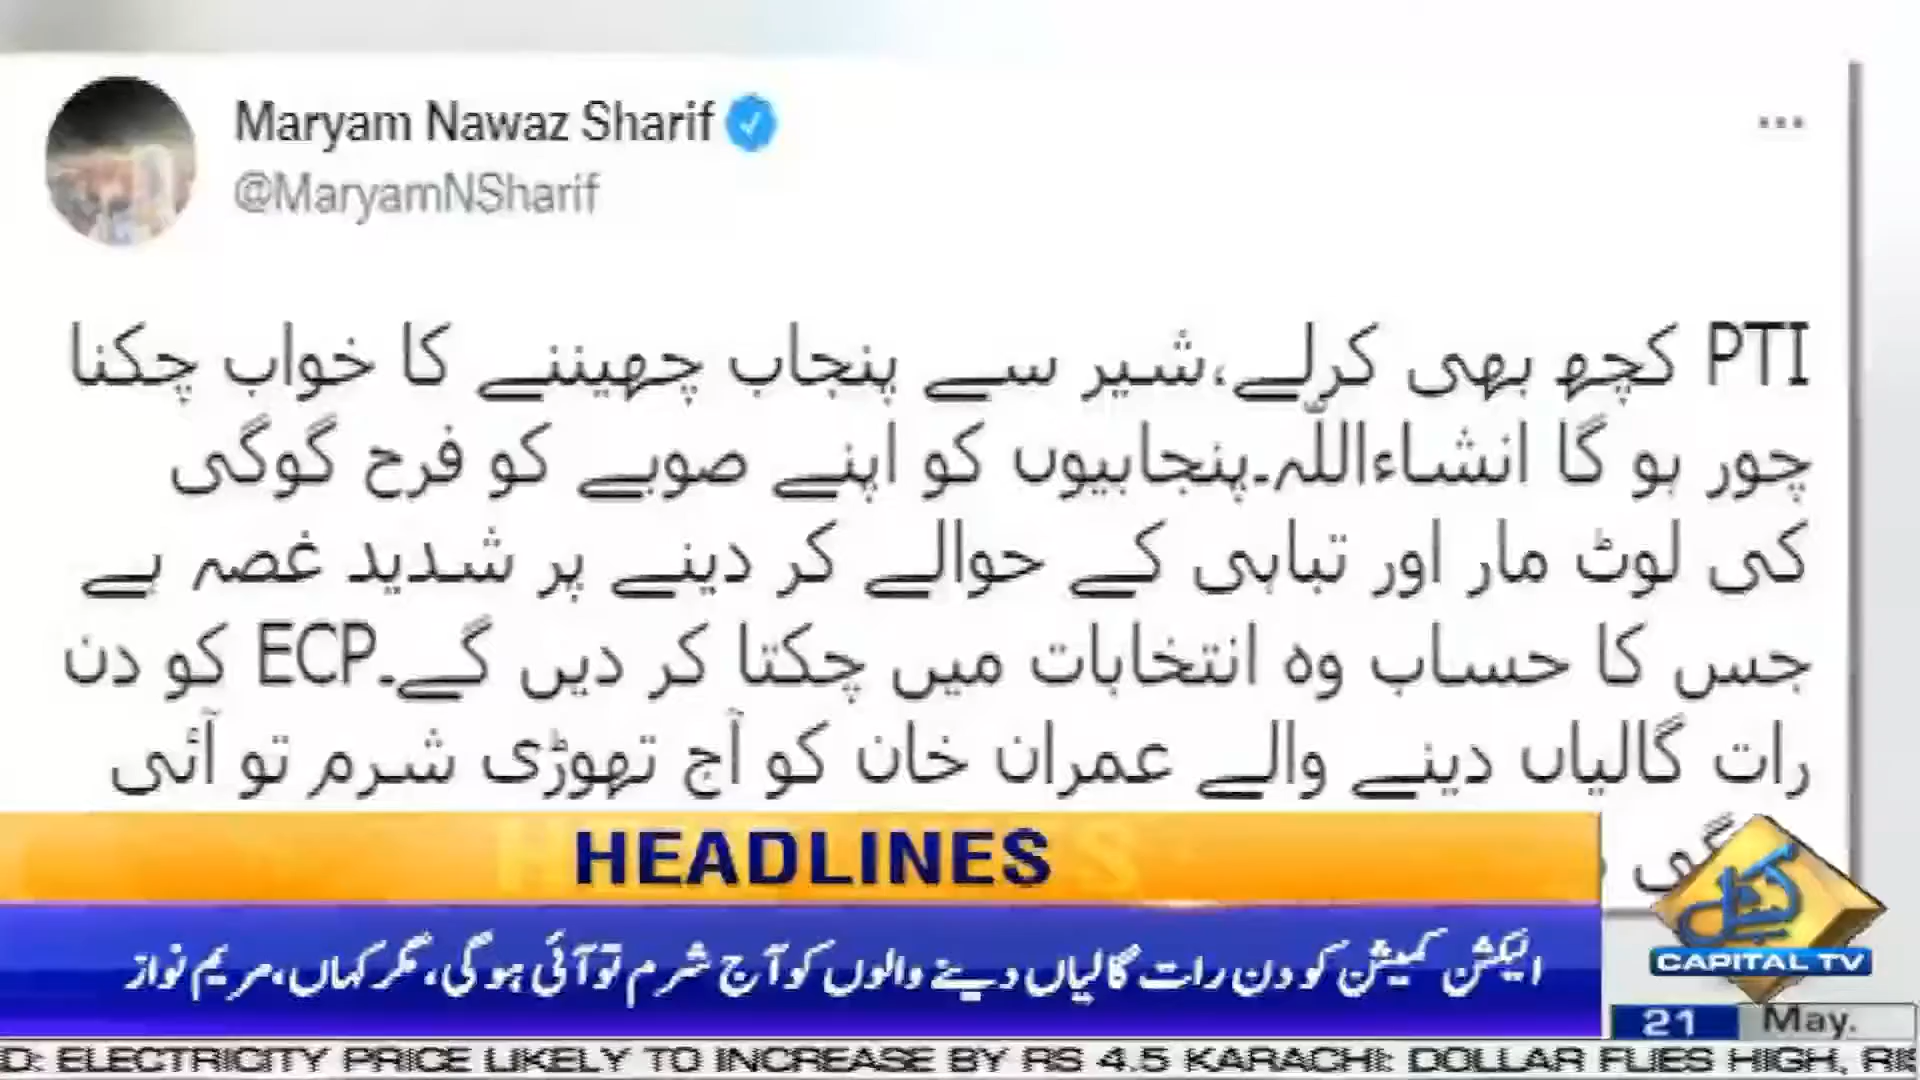 Maryam Nawaz Sharif
@MaryamNSharif
PTI کچھ بھی کرلے،شیر سے پنجاب چھیننے کا خواب چکنا
چور ہو گا انشاءاللّہ۔پنجابیوں کو اپنے صوبے کو فرح گوگی
کی لوٹ مار اور تباہی کے حوالے کر دینے پر شدید غصہ ہے
جس کا حساب وہ انتخابات میں چکتا کر دیں گے۔ECP کو دن
رات گالیاں دینے والے عمران خان کو آج تھوڑی شرم تو آئی
HEADLINES
الیکشن کمیشن کو دن رات گالیاں دینے والوں کو آج شرم تو آئی ہوگی، مگر کہاں، مریم نواز
کیپٹل
CAPITAL TV
21 May.
D: ELECTRICITY PRICE LIKELY TO INCREASE BY RS 4.5 KARACHI: DOLLAR FLIES HIGH,